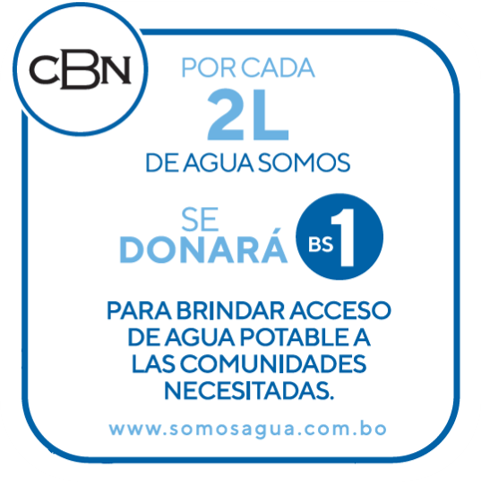 CBN
POR CADA
2L
DE AGUA SOMOS
SE
DONARÁ BS 1
PARA BRINDAR ACCESO
DE AGUA POTABLE A
LAS COMUNIDADES
NECESITADAS.
www.somosagua.com.bo